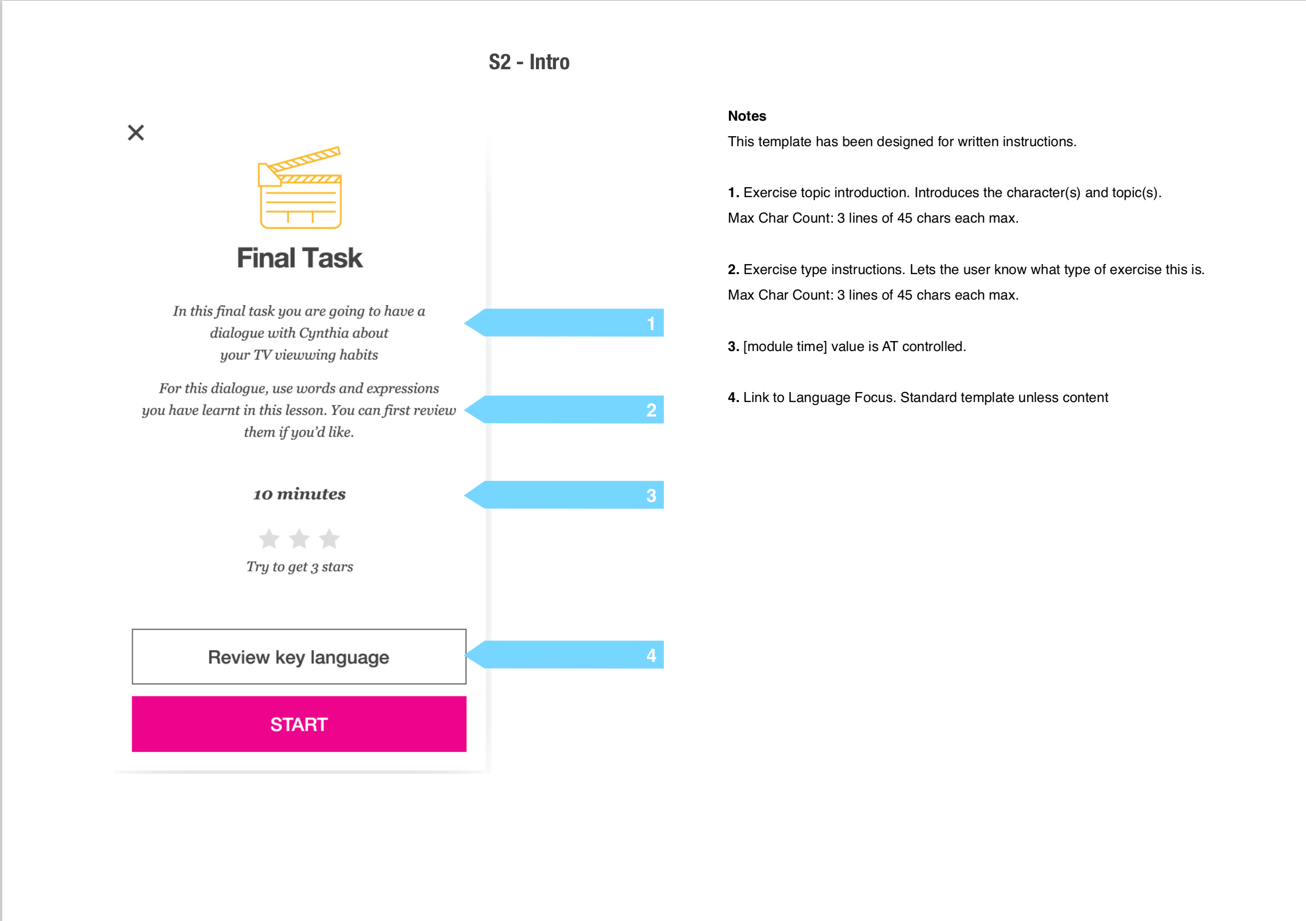 S2 - Intro
Final Task
In this final task you are going to have a
dialogue with Cynthia about
your TV viewwing habits
For this dialogue, use words and expressions
you have learnt in this lesson. You can first review
them if you'd like.
10 minutes
Try to get 3 stars
Review key language
START
1
2
3
4
Notes
This template has been designed for written instructions.
1. Exercise topic introduction. Introduces the character(s) and topic(s).
Max Char Count: 3 lines of 45 chars each max.
2. Exercise type instructions. Lets the user know what type of exercise this is.
Max Char Count: 3 lines of 45 chars each max.
3. [module time] value is AT controlled.
4. Link to Language Focus. Standard template unless content